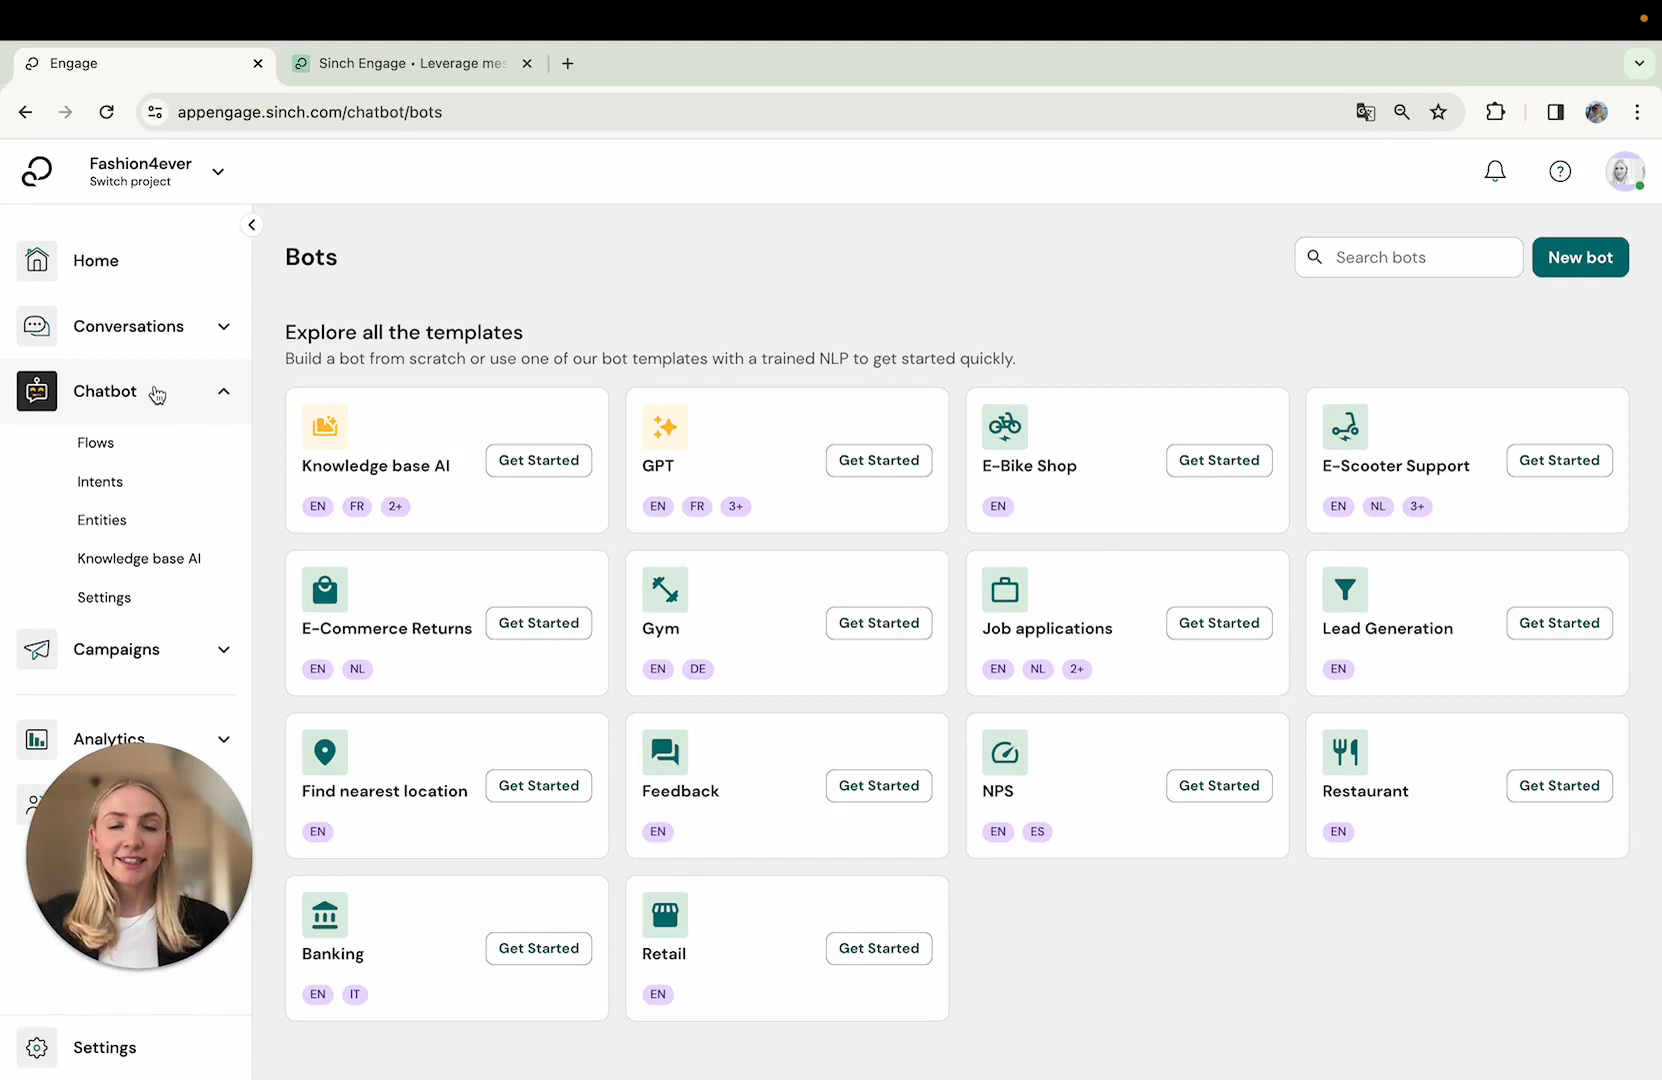 Engage
Sinch Engage • Leverage mes
appengage.sinch.com/chatbot/bots
Fashion4ever
Switch project
Home
Conversations
Chatbot
Flows
Intents
Entities
Knowledge base AI
Settings
Campaigns
Analytics
Settings
Bots
Search bots
New bot
Explore all the templates
Build a bot from scratch or use one of our bot templates with a trained NLP to get started quickly.
Knowledge base AI
Get Started
EN FR 2+
GPT
Get Started
EN FR 3+
E-Bike Shop
Get Started
EN
E-Scooter Support
Get Started
EN NL 3+
E-Commerce Returns
Get Started
EN NL
Gym
Get Started
EN DE
Job applications
Get Started
EN NL 2+
Lead Generation
Get Started
EN
Find nearest location
Get Started
EN
Feedback
Get Started
EN
NPS
Get Started
EN ES
Restaurant
Get Started
EN
Banking
Get Started
EN IT
Retail
Get Started
EN